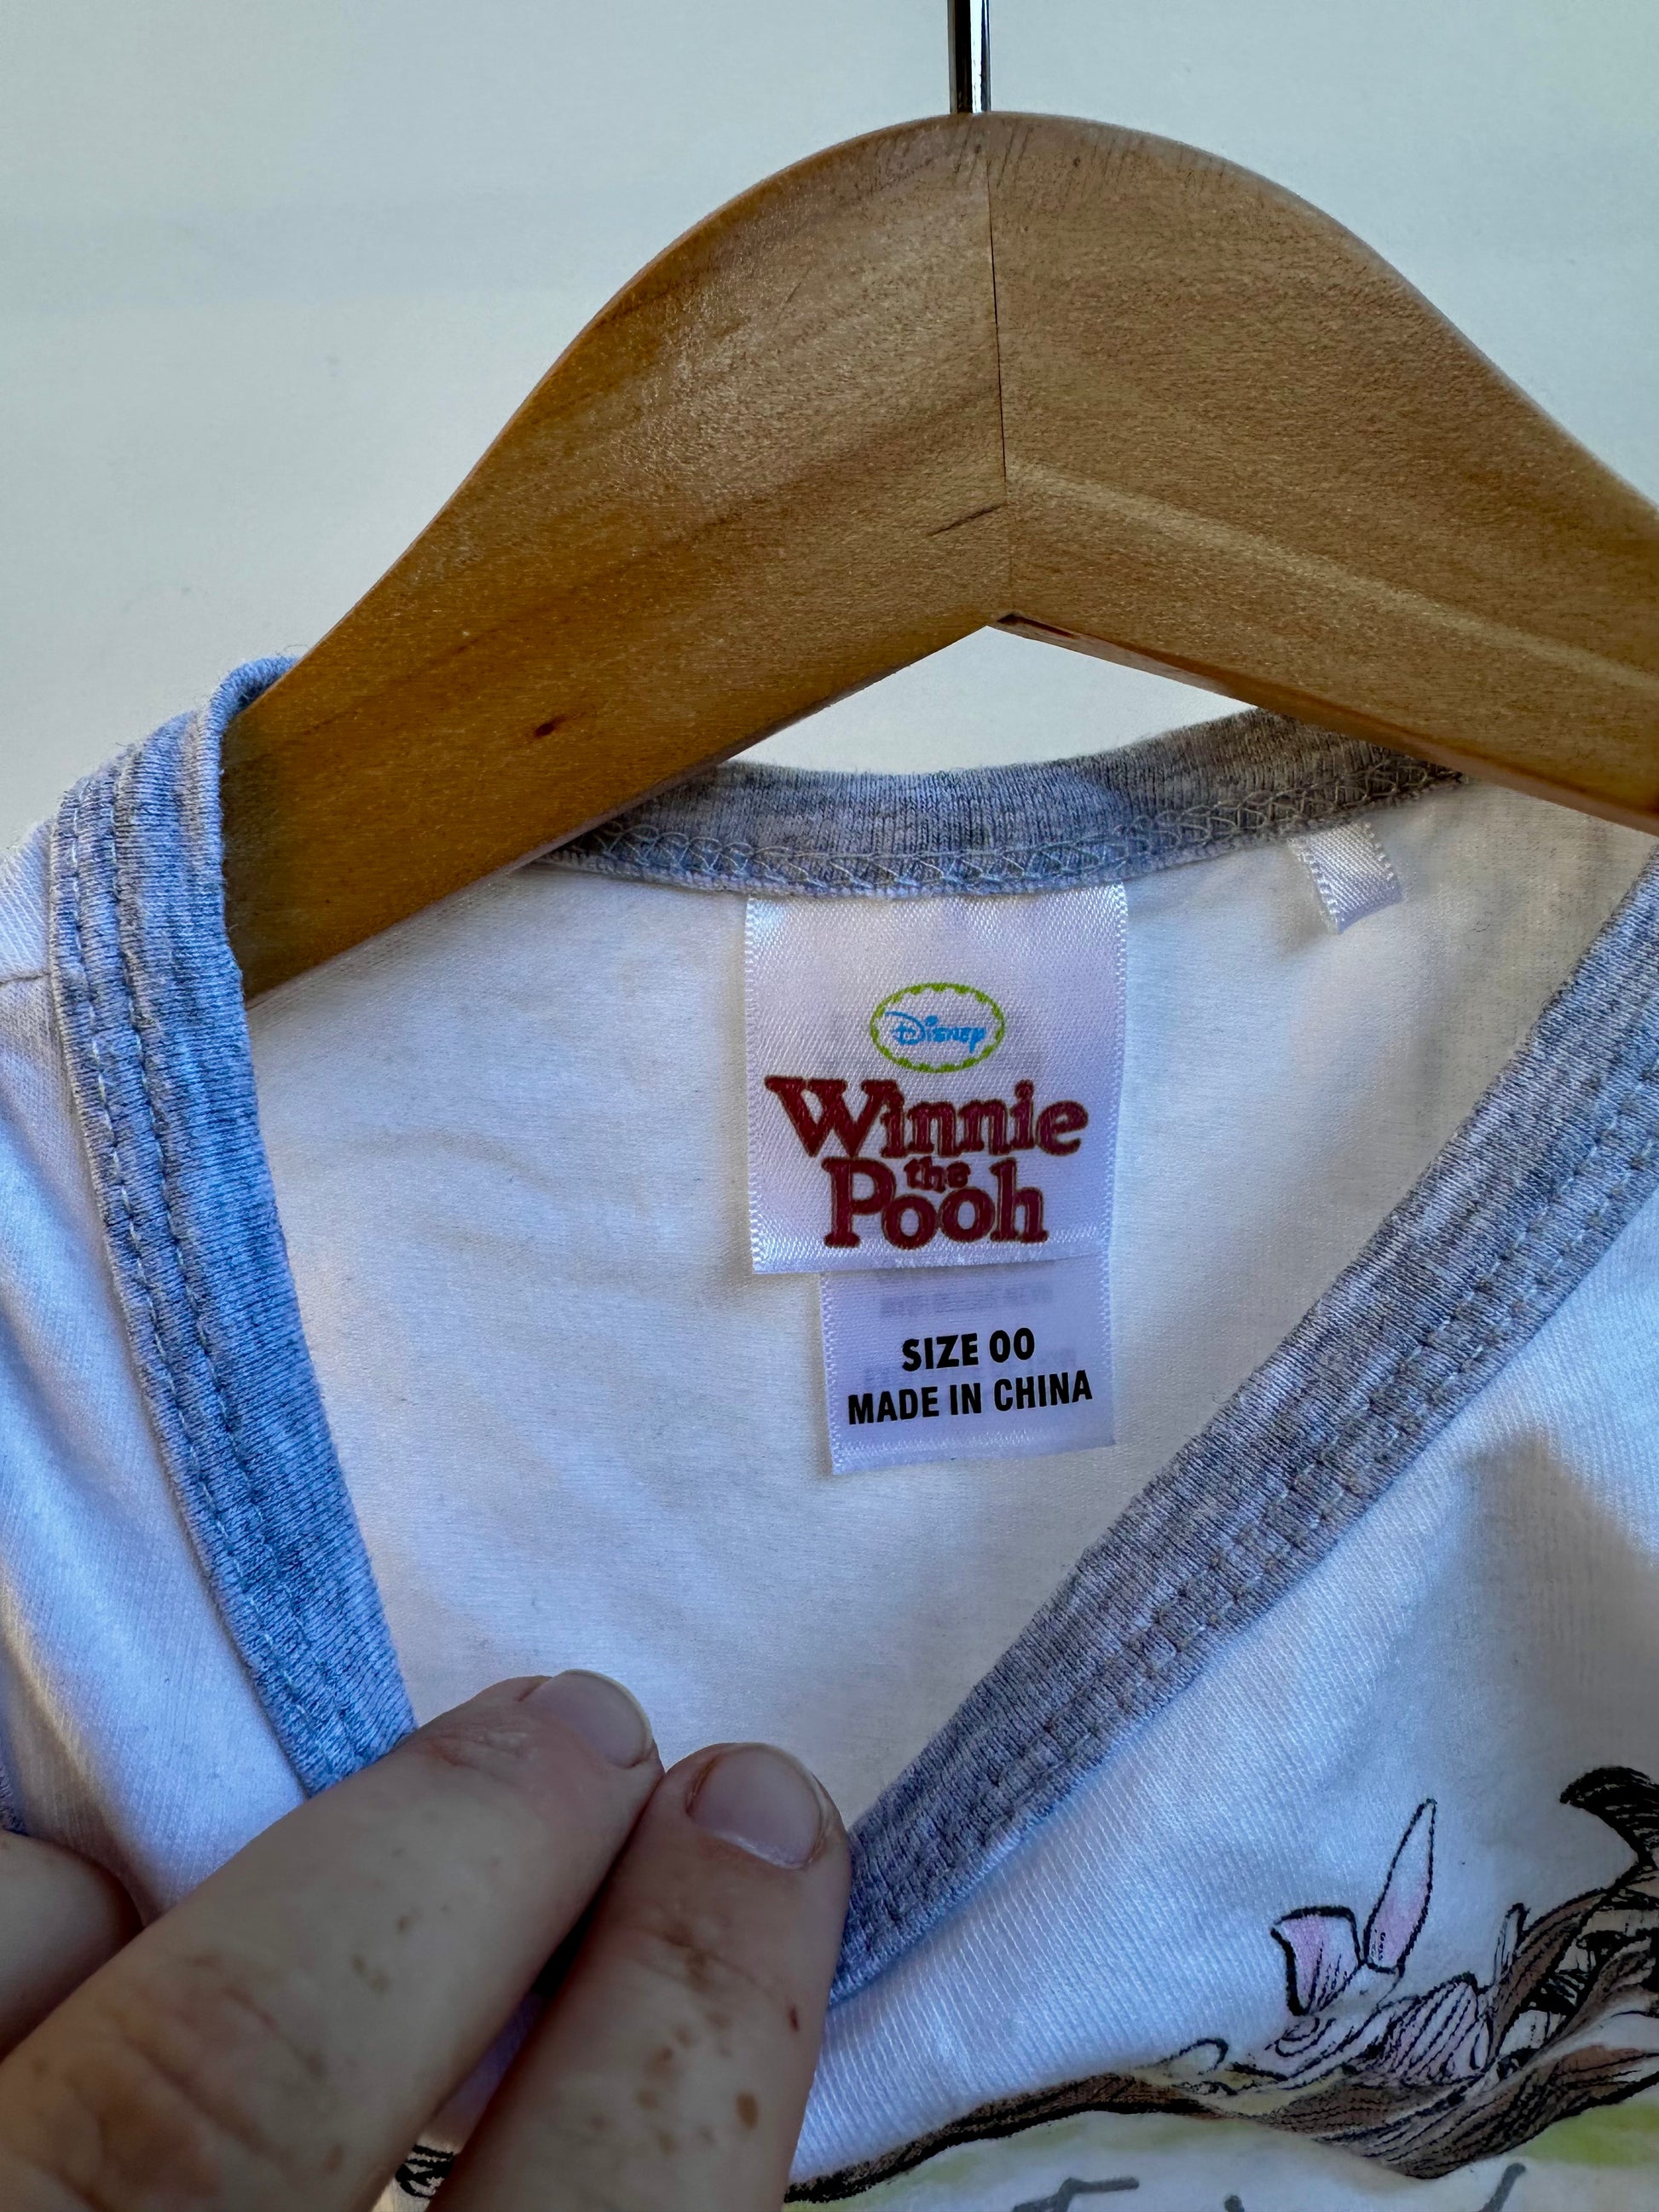 Disney
Winnie
the
Pooh
SIZE 00
MADE IN CHINA